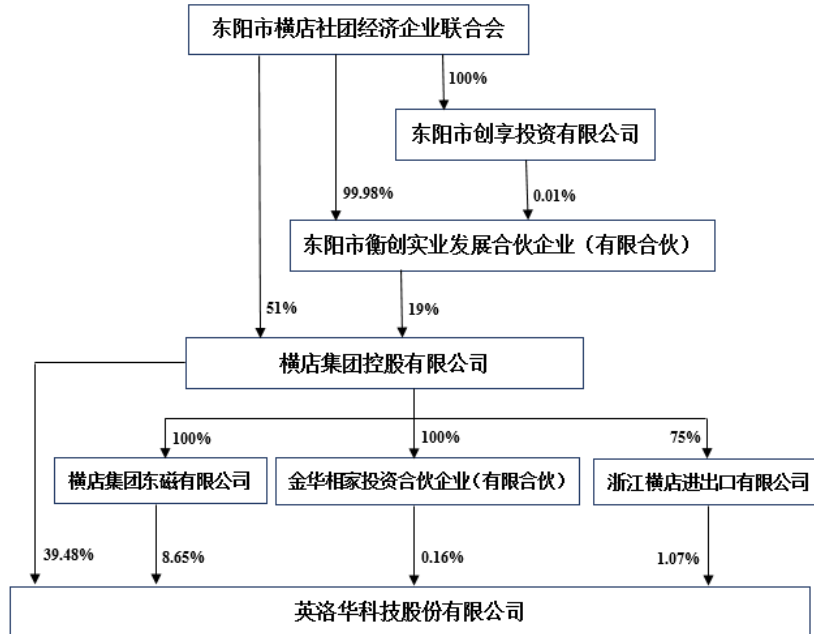 东阳市横店社团经济企业联合会
100%
东阳市创享投资有限公司
99.98%
0.01%
东阳市衡创实业发展合伙企业（有限合伙）
51%
19%
横店集团控股有限公司
100%
100%
75%
横店集团东磁有限公司
金华相家投资合伙企业（有限合伙）
浙江横店进出口有限公司
39.48%
8.65%
0.16%
1.07%
英洛华科技股份有限公司